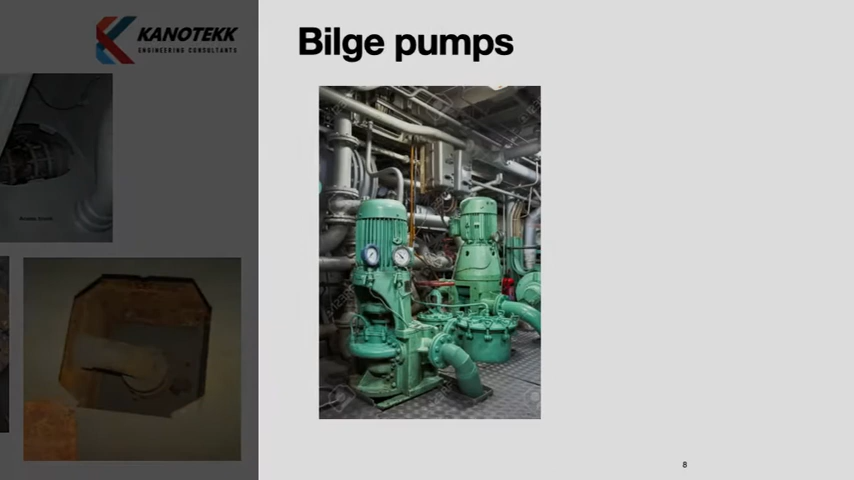 KANOTEKK
ENGINEERING CONSULTANTS
Bilge pumps
8